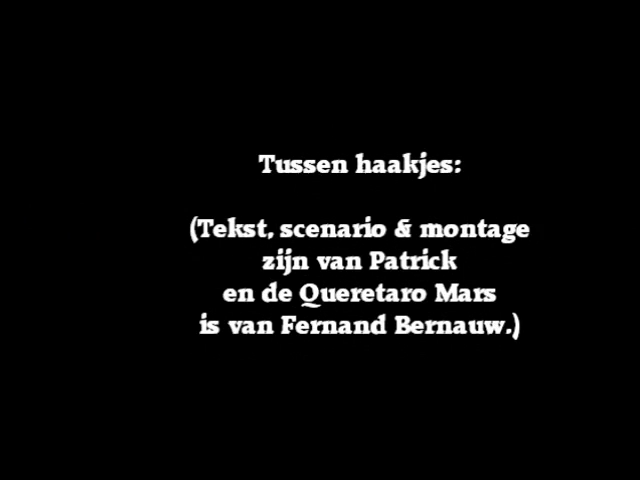 Tussen haakjes:
(Tekst, scenario & montage
zijn van Patrick
en de Queretaro Mars
is van Fernand Bernauw.)